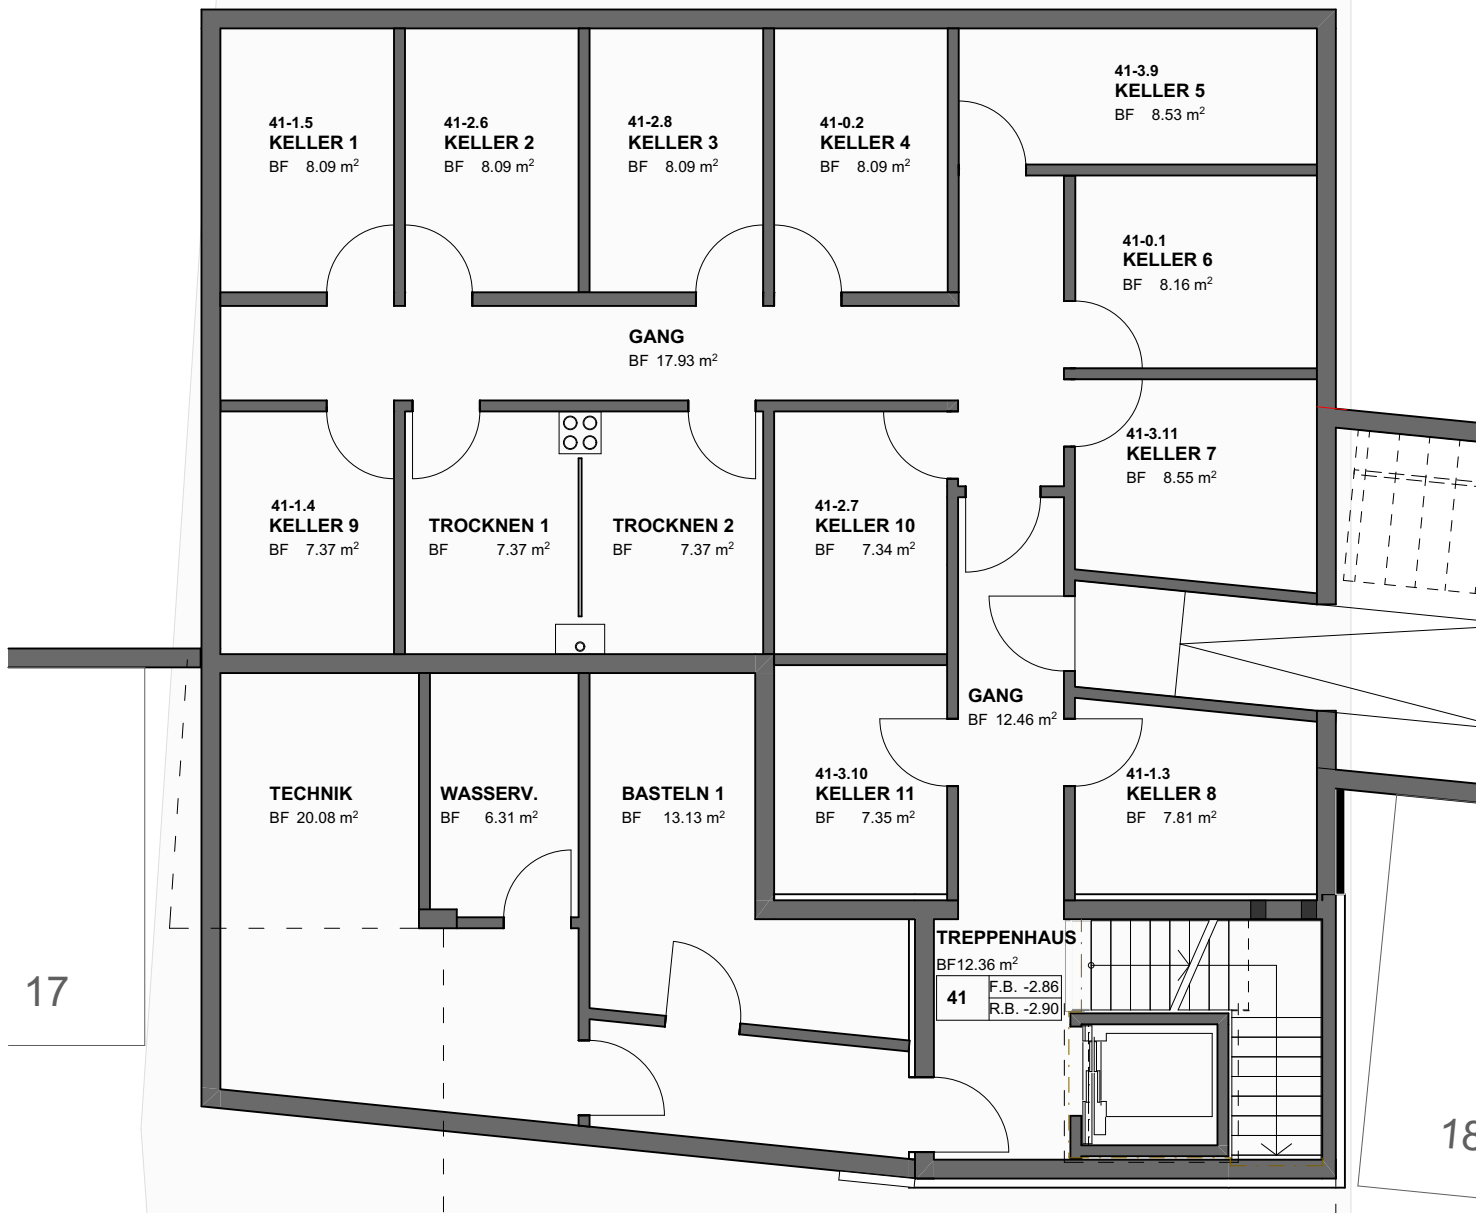 41-1.5
KELLER 1
BF 8.09 m²
41-2.6
KELLER 2
BF 8.09 m²
41-2.8
KELLER 3
BF 8.09 m²
41-0.2
KELLER 4
BF 8.09 m²
41-3.9
KELLER 5
BF 8.53 m²
41-0.1
KELLER 6
BF 8.16 m²
GANG
BF 17.93 m²
41-3.11
KELLER 7
BF 8.55 m²
41-1.4
KELLER 9
BF 7.37 m²
TROCKNEN 1
BF 7.37 m²
TROCKNEN 2
BF 7.37 m²
41-2.7
KELLER 10
BF 7.34 m²
GANG
BF 12.46 m²
TECHNIK
BF 20.08 m²
WASSERV.
BF 6.31 m²
BASTELN 1
BF 13.13 m²
41-3.10
KELLER 11
BF 7.35 m²
41-1.3
KELLER 8
BF 7.81 m²
TREPPENHAUS
BF12.36 m²
41
F.B. -2.86
R.B. -2.90
17
18